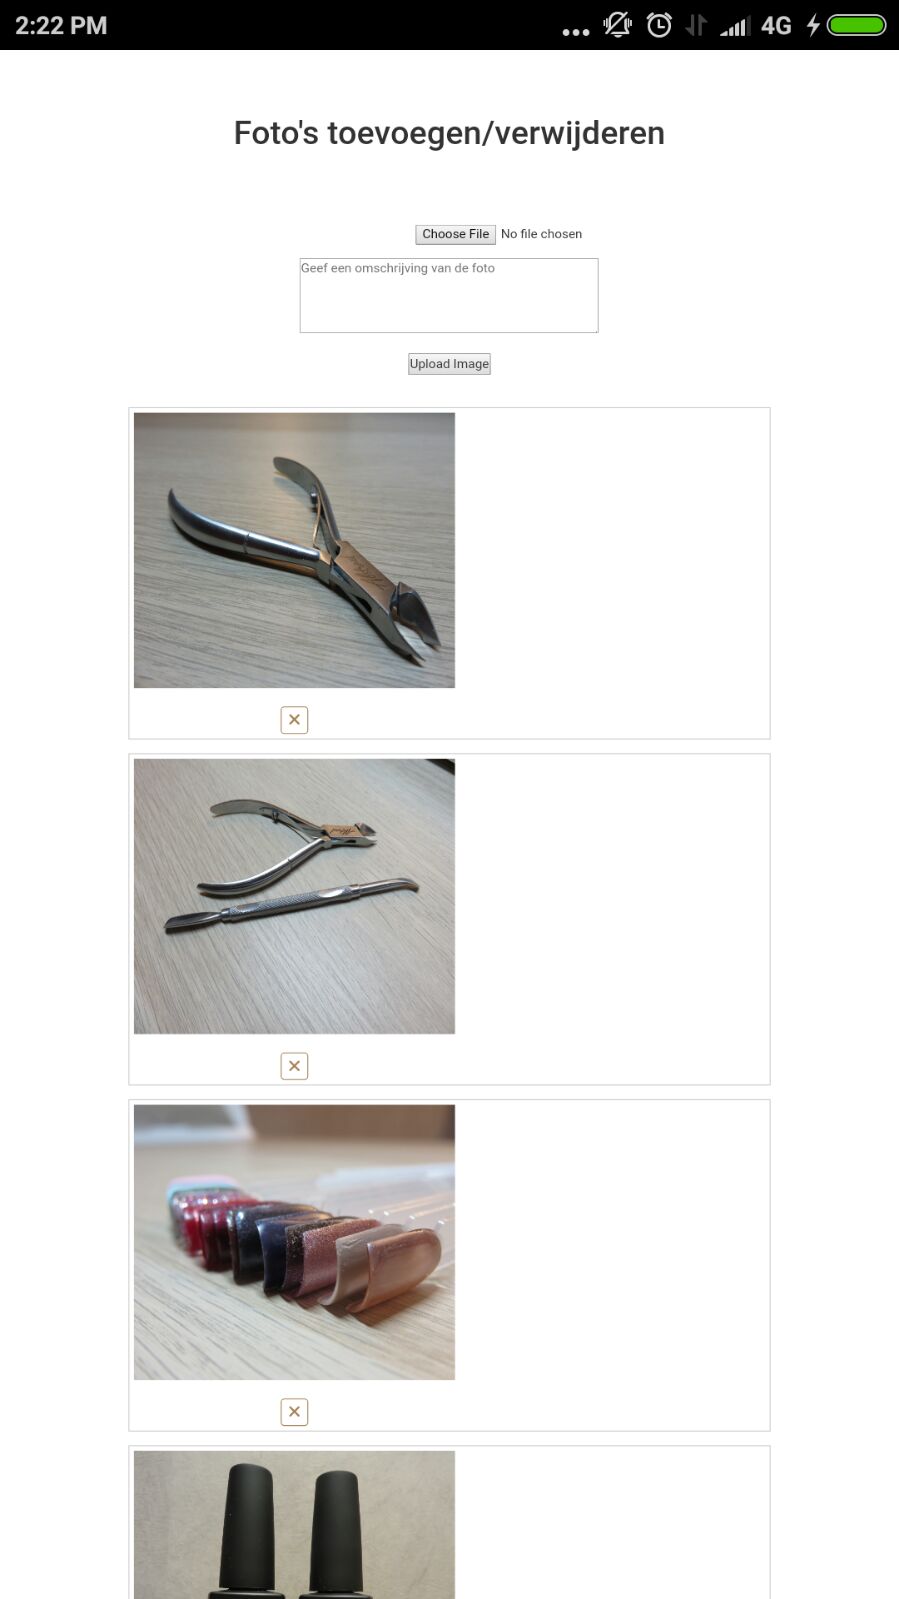 2:22 PM
4G
Foto's toevoegen/verwijderen
Choose File No file chosen
Geef een omschrijving van de foto
Upload Image